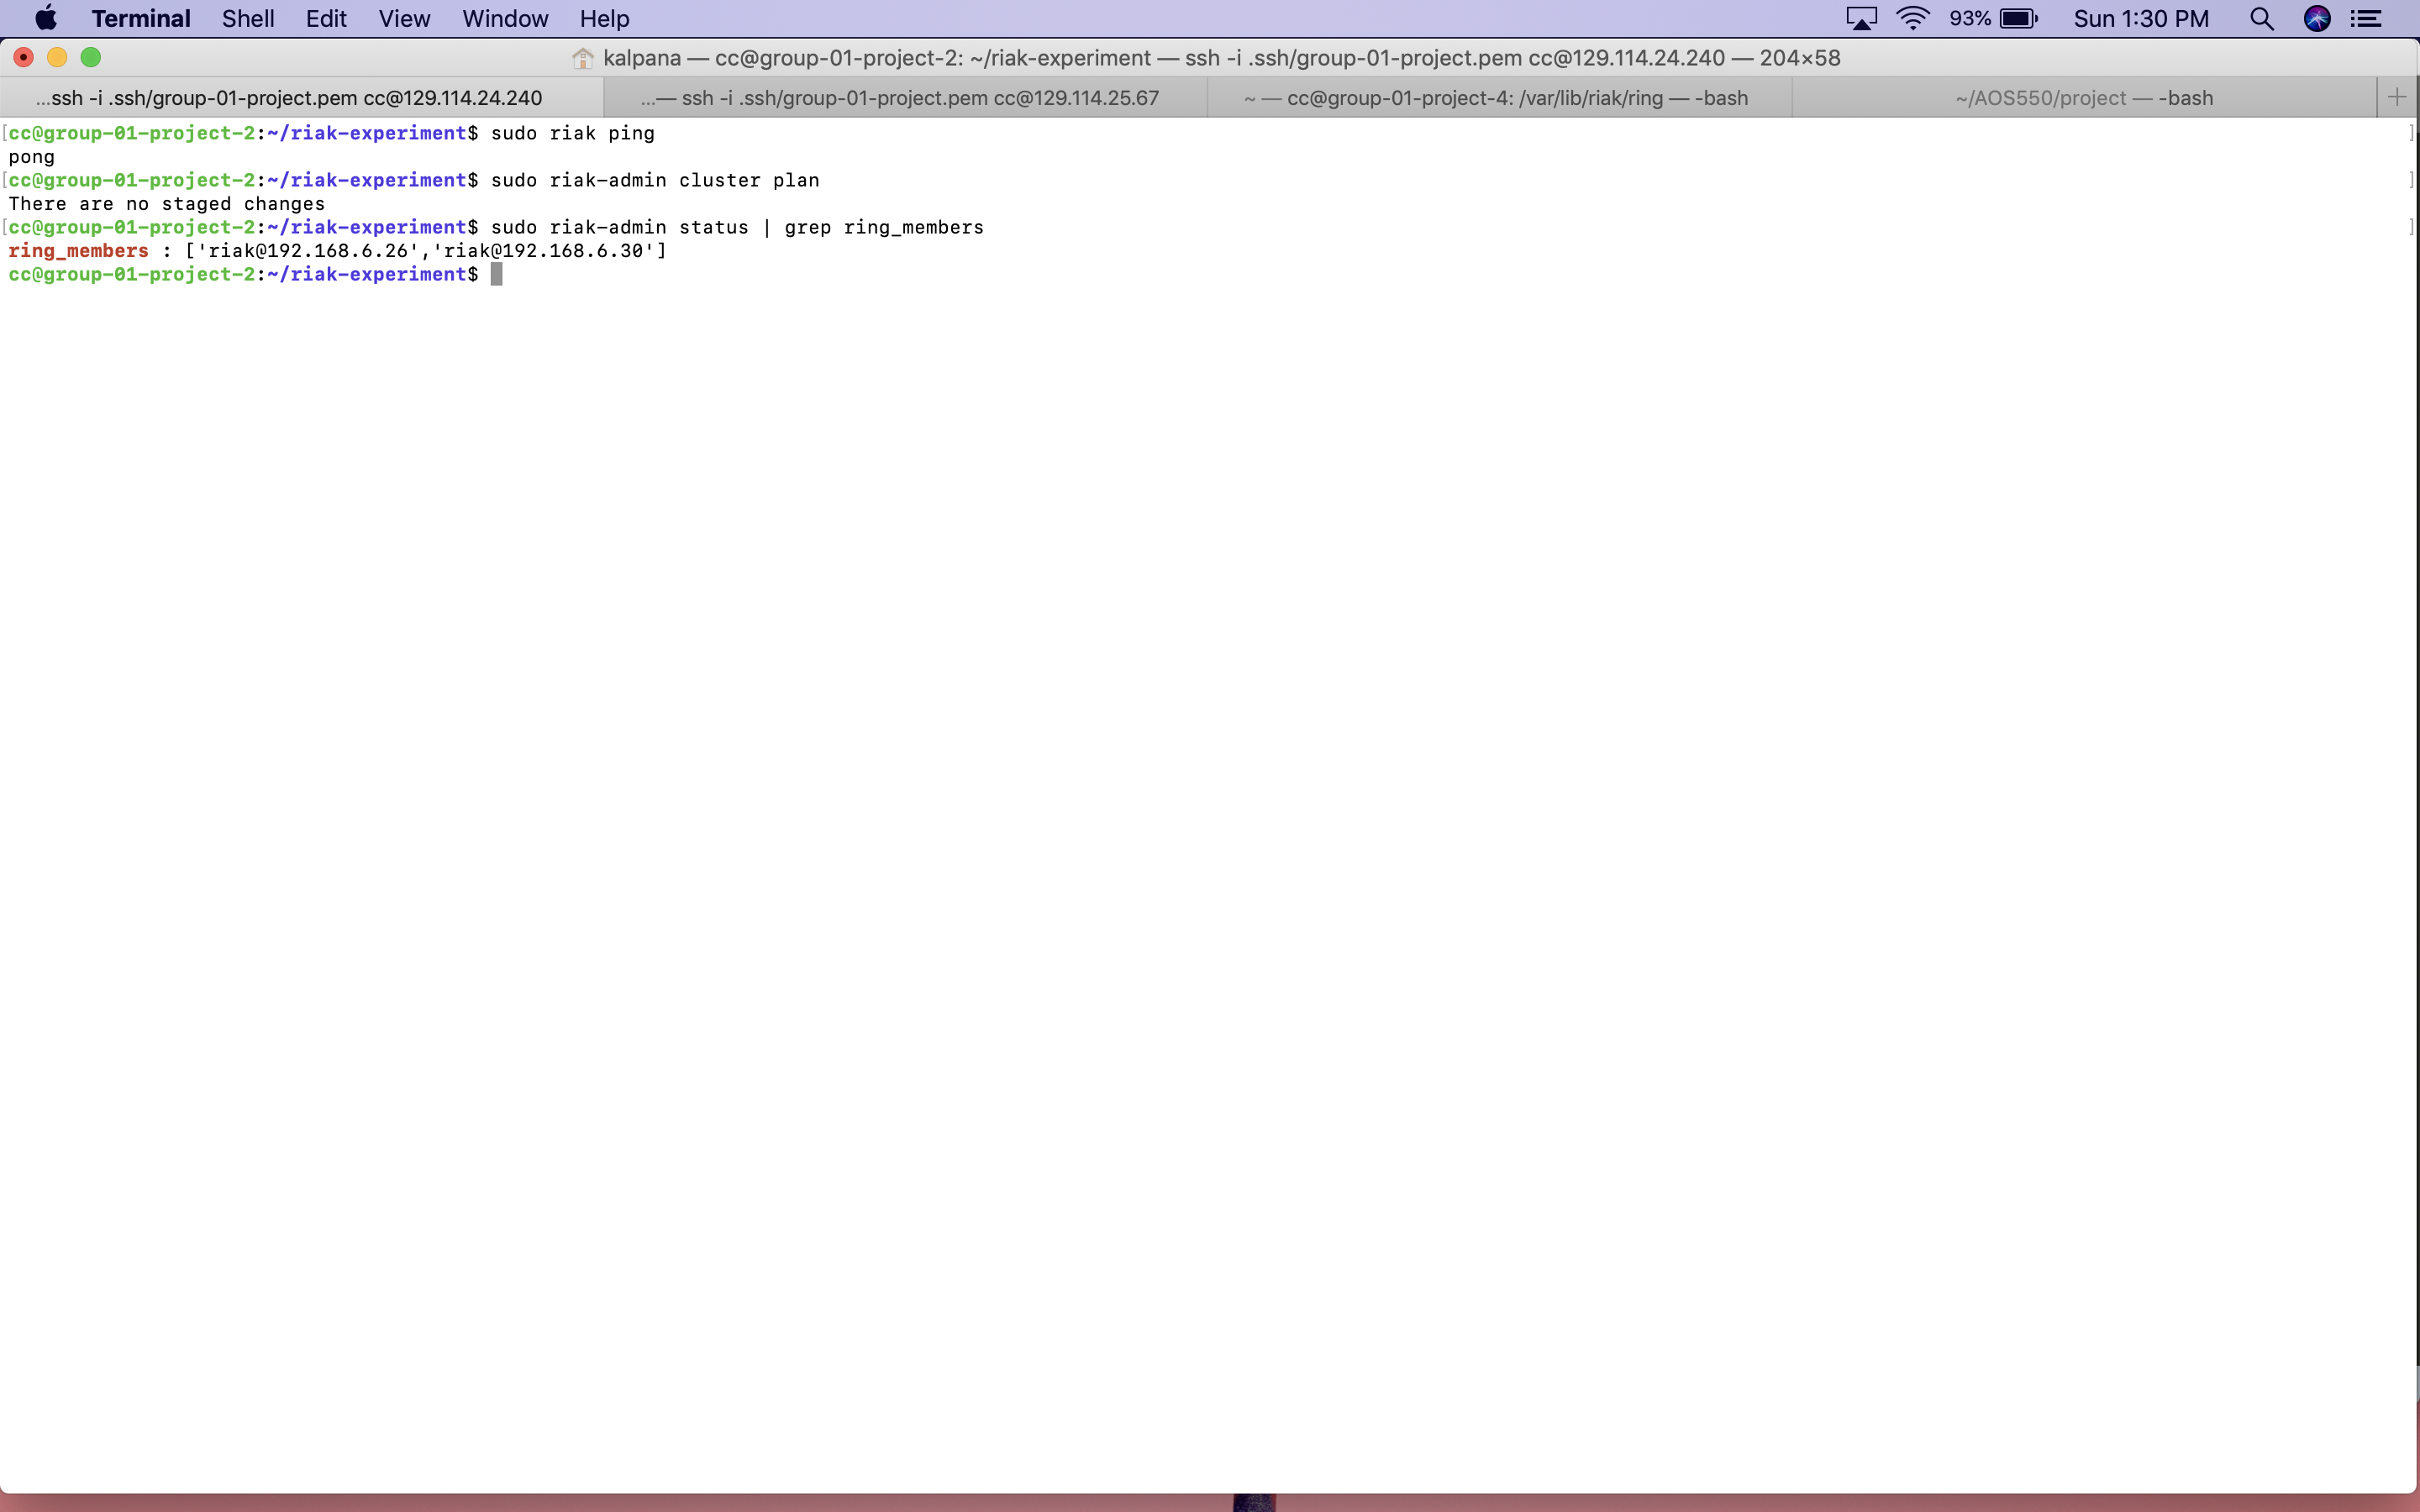 Terminal Shell Edit View Window Help 93% Sun 1:30 PM
kalpana — cc@group-01-project-2: ~/riak-experiment — ssh -i .ssh/group-01-project.pem cc@129.114.24.240 — 204×58
...ssh -i .ssh/group-01-project.pem cc@129.114.24.240 ...— ssh -i .ssh/group-01-project.pem cc@129.114.25.67 ~ — cc@group-01-project-4: /var/lib/riak/ring — -bash ~/AOS550/project — -bash +
[cc@group-01-project-2:~/riak-experiment$ sudo riak ping ]
pong
[cc@group-01-project-2:~/riak-experiment$ sudo riak-admin cluster plan ]
There are no staged changes
[cc@group-01-project-2:~/riak-experiment$ sudo riak-admin status | grep ring_members ]
ring_members : ['riak@192.168.6.26','riak@192.168.6.30']
cc@group-01-project-2:~/riak-experiment$